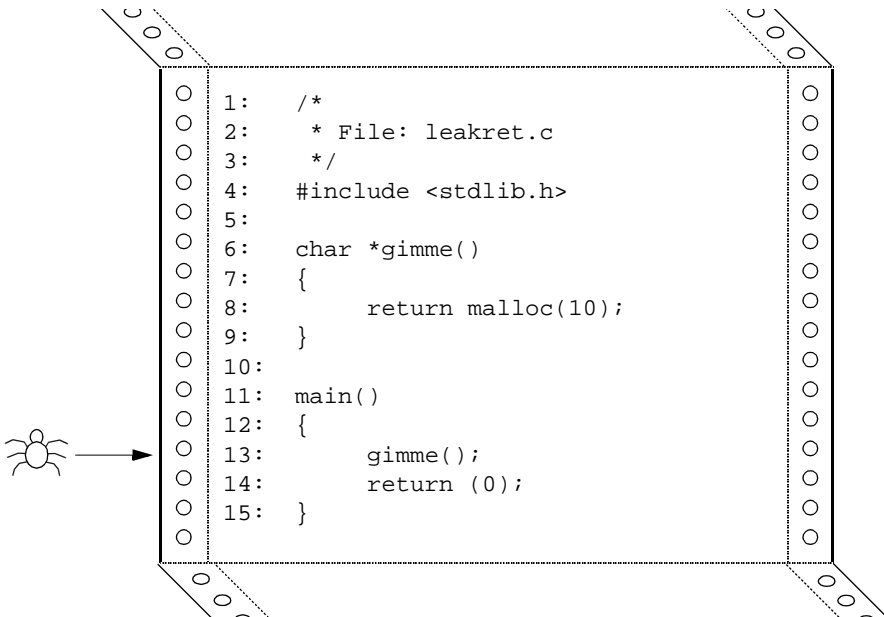 1: /*
2: * File: leakret.c
3: */
4: #include <stdlib.h>
5:
6: char *gimme()
7: {
8: return malloc(10);
9: }
10:
11: main()
12: {
13: gimme();
14: return (0);
15: }